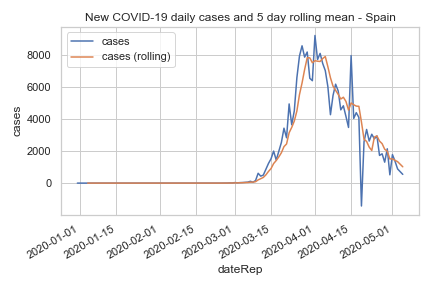 New COVID-19 daily cases and 5 day rolling mean - Spain
cases
cases (rolling)
8000
6000
4000
2000
0
cases
2020-01-01
2020-01-15
2020-02-01
2020-02-15
2020-03-01
2020-03-15
2020-04-01
2020-04-15
2020-05-01
dateRep